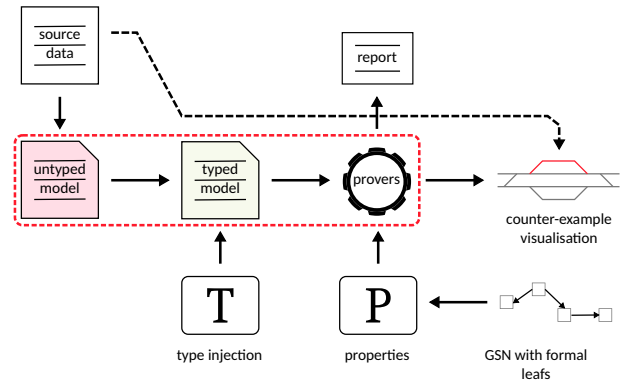 source
data
report
untyped
model
typed
model
provers
counter-example
visualisation
T
P
type injection
properties
GSN with formal
leafs